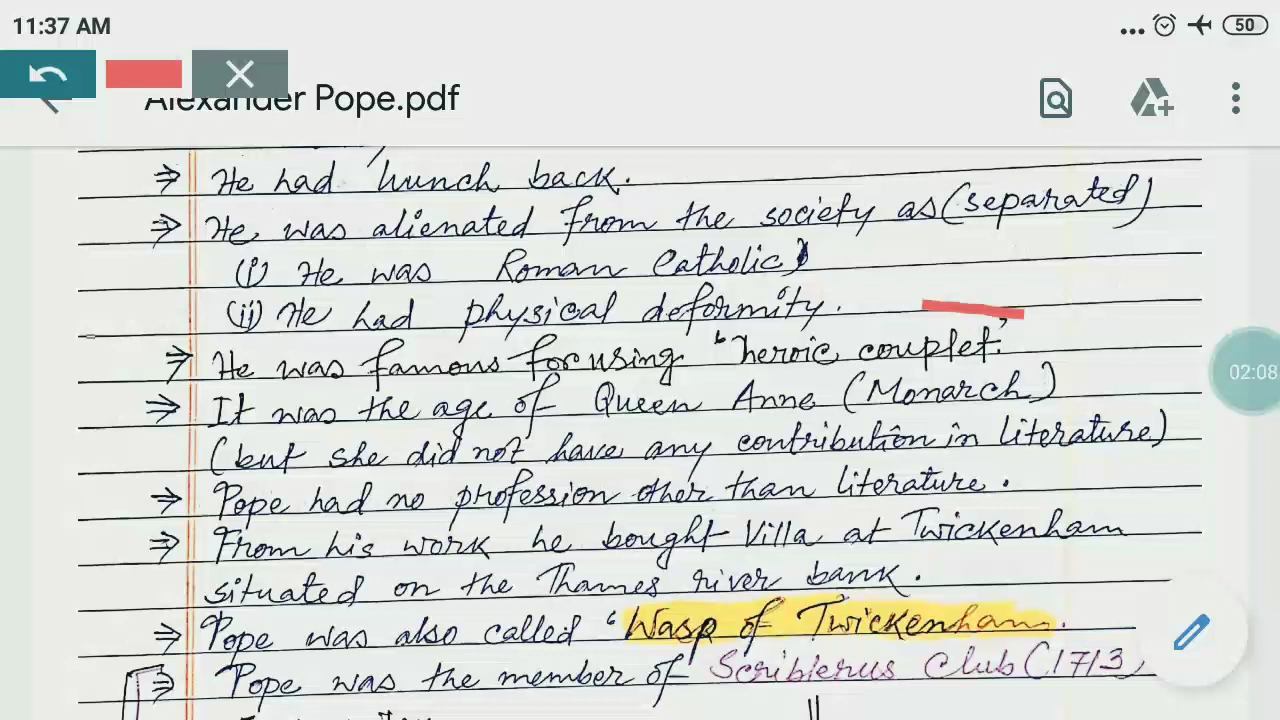 11:37 AM
50
Alexander Pope.pdf
⇒ He had hunch back.
⇒ He was alienated from the society as (separated)
(i) He was Roman Catholic)
(ii) He had physical deformity.
⇒ He was famous for using 'heroic couplet.'
02:08
⇒ It was the age of Queen Anne (Monarch)
(but she did not have any contribution in literature)
⇒ Pope had no profession other than literature.
⇒ From his work he bought Villa at Twickenham
situated on the Thames river bank.
⇒ Pope was also called 'Wasp of Twickenham.
⇒ Pope was the member of Scriblerus Club (1713)